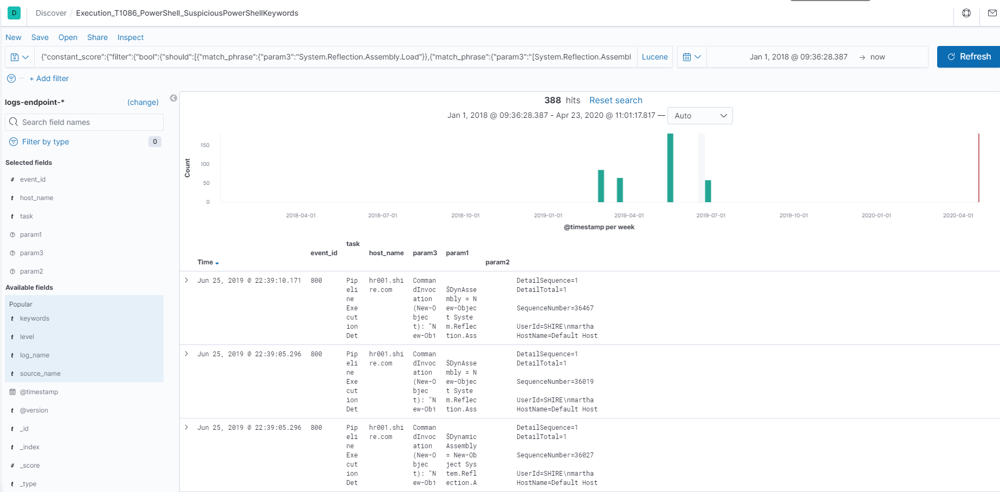 D Discover / Execution_T1086_PowerShell_SuspiciousPowerShellKeywords
New Save Open Share Inspect
{"constant_score":{"filter":{"bool":{"should":[{"match_phrase":{"param3":"System.Reflection.Assembly.Load"}},{"match_phrase":{"param3":"[System.Reflection.Assembl
Lucene
Jan 1, 2018 @ 09:36:28.387 → now
Refresh
+ Add filter
logs-endpoint-* (change)
Search field names
Filter by type 0
Selected fields
# event_id
t host_name
t task
? param1
? param3
? param2
Available fields
Popular
t keywords
t level
t log_name
t source_name
@timestamp
t @version
t _id
t _index
# _score
t _type
388 hits Reset search
Jan 1, 2018 @ 09:36:28.387 - Apr 23, 2020 @ 11:01:17.817 — Auto
Count
150
100
50
0
2018-04-01 2018-07-01 2018-10-01 2019-01-01 2019-04-01 2019-07-01 2019-10-01 2020-01-01 2020-04-01
@timestamp per week
task
event_id host_name param3 param1
Time param2
Jun 25, 2019 @ 22:39:10.171 800 Pip hr001.shi Comman DetailSequence=1
eli re.com dInvoc $DynAsse DetailTotal=1
ne ation mbly = N
Exe (New-O ew-Objec SequenceNumber=36467
cut bjec t Syste
ion t): "N m.Reflec UserId=SHIRE\nmartha
Det ew-Obj tion.Ass HostName=Default Host
Jun 25, 2019 @ 22:39:05.296 800 Pip hr001.shi Comman DetailSequence=1
eli re.com dInvoc $DynAsse DetailTotal=1
ne ation mbly = N
Exe (New-O ew-Objec SequenceNumber=36019
cut bjec t Syste
ion t): "N m.Reflec UserId=SHIRE\nmartha
Det ew-Obj tion.Ass HostName=Default Host
Jun 25, 2019 @ 22:39:05.296 800 Pip hr001.shi Comman DetailSequence=1
eli re.com dInvoc $Dynamic DetailTotal=1
ne ation Assembly
Exe (New-O = New-Ob SequenceNumber=36027
cut bjec ject Sys
ion t): "N tem.Refl UserId=SHIRE\nmartha
Det ew-Obj ection.A HostName=Default Host